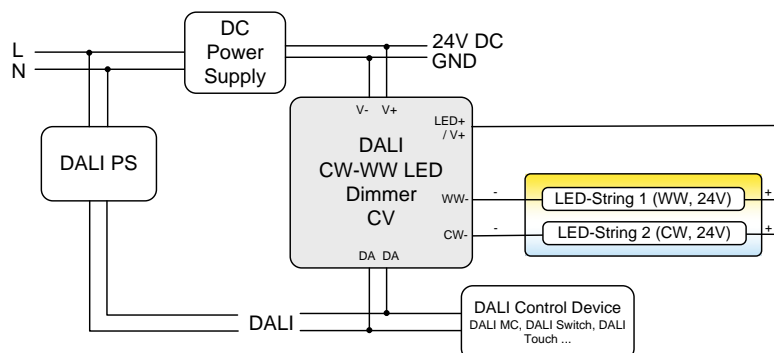 DC
Power
Supply
L
N
24V DC
GND
V- V+
LED+
/ V+
DALI
CW-WW LED
Dimmer
CV
DALI PS
WW-
-
LED-String 1 (WW, 24V)
+
CW-
-
LED-String 2 (CW, 24V)
+
DA DA
DALI
DALI Control Device
DALI MC, DALI Switch, DALI
Touch ...